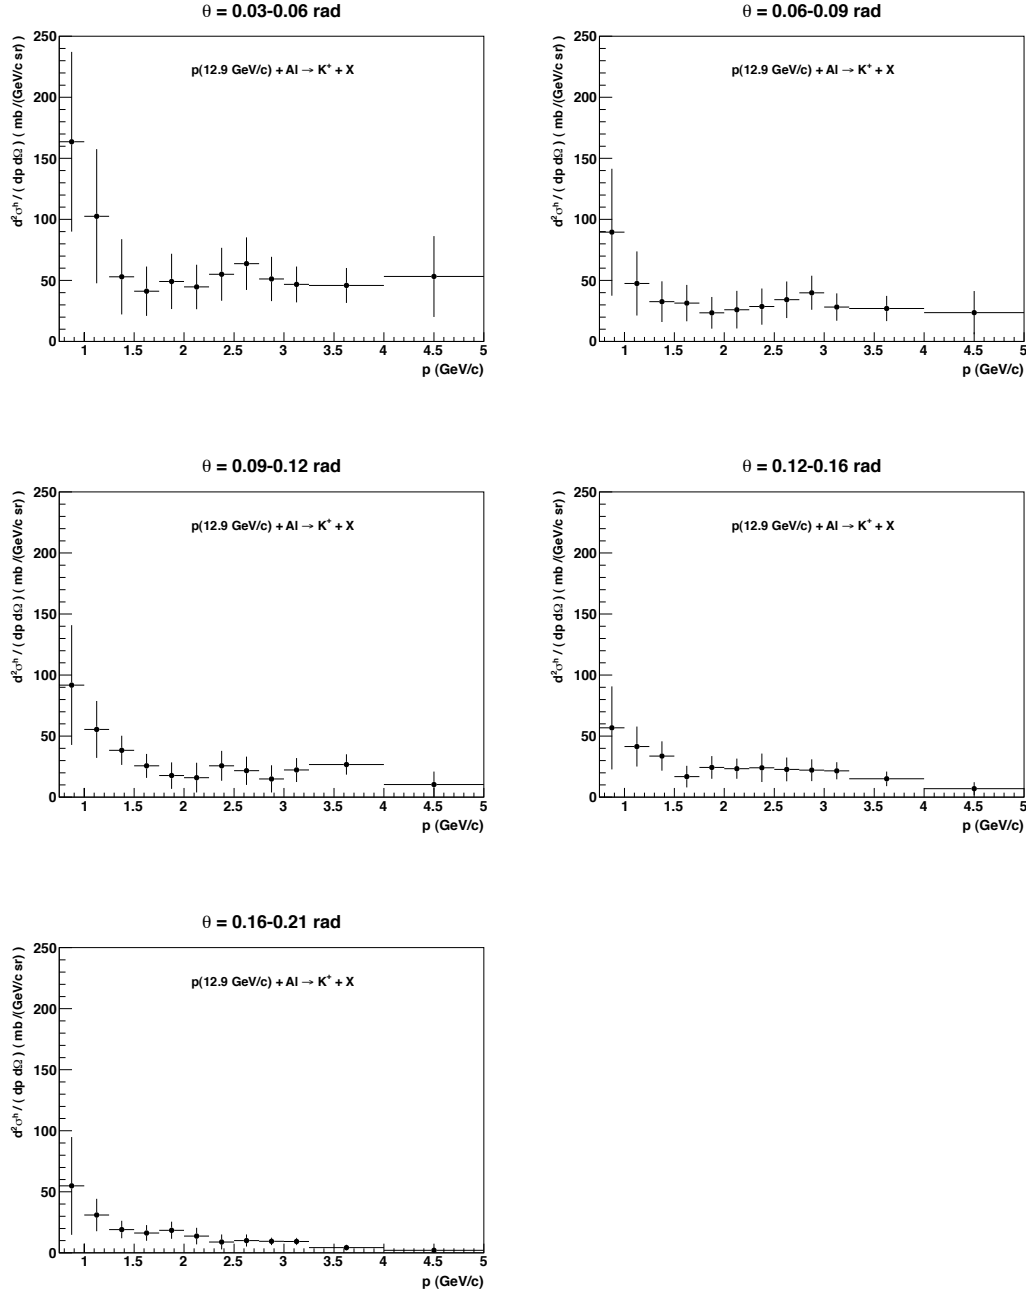 θ = 0.03-0.06 rad
d²σʰ / ( dp dΩ ) ( mb /(GeV/c sr) )
p(12.9 GeV/c) + Al → K⁺ + X
250
200
150
100
50
0
1 1.5 2 2.5 3 3.5 4 4.5 5
p (GeV/c)
θ = 0.06-0.09 rad
d²σʰ / ( dp dΩ ) ( mb /(GeV/c sr) )
p(12.9 GeV/c) + Al → K⁺ + X
250
200
150
100
50
0
1 1.5 2 2.5 3 3.5 4 4.5 5
p (GeV/c)
θ = 0.09-0.12 rad
d²σʰ / ( dp dΩ ) ( mb /(GeV/c sr) )
p(12.9 GeV/c) + Al → K⁺ + X
250
200
150
100
50
0
1 1.5 2 2.5 3 3.5 4 4.5 5
p (GeV/c)
θ = 0.12-0.16 rad
d²σʰ / ( dp dΩ ) ( mb /(GeV/c sr) )
p(12.9 GeV/c) + Al → K⁺ + X
250
200
150
100
50
0
1 1.5 2 2.5 3 3.5 4 4.5 5
p (GeV/c)
θ = 0.16-0.21 rad
d²σʰ / ( dp dΩ ) ( mb /(GeV/c sr) )
p(12.9 GeV/c) + Al → K⁺ + X
250
200
150
100
50
0
1 1.5 2 2.5 3 3.5 4 4.5 5
p (GeV/c)